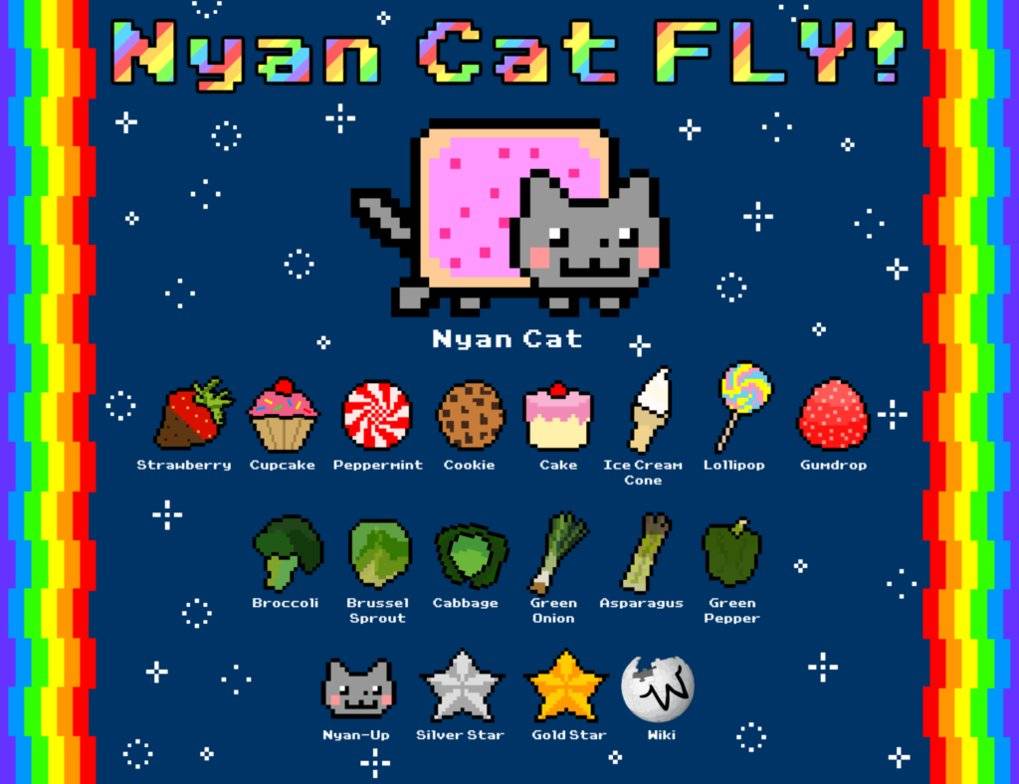 Nyan Cat FLY!
Nyan Cat
Strawberry Cupcake Peppermint Cookie Cake Ice Cream Cone Lollipop Gumdrop
Broccoli Brussel Sprout Cabbage Green Onion Asparagus Green Pepper
Nyan-Up Silver Star Gold Star Wiki
W